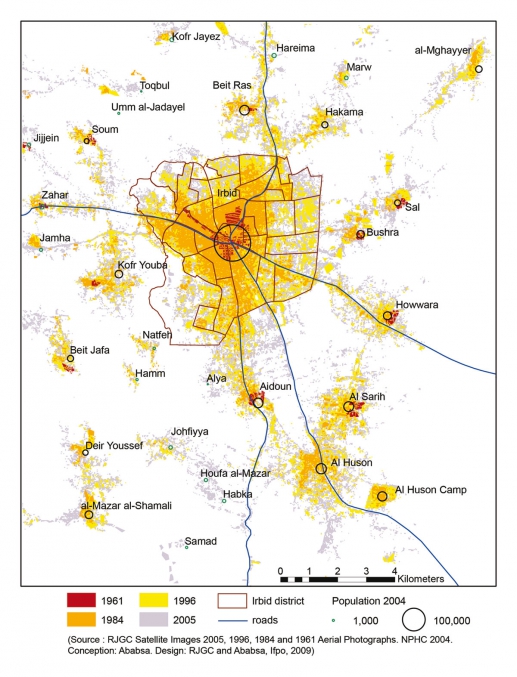 Kofr Jayez
Hareima
al-Mghayyer
Marw
Toqbul
Beit Ras
Umm al-Jadayel
Hakama
Soum
Jijjein
Irbid
Zahar
Sal
Bushra
Jamha
Kofr Youba
Howwara
Natfeh
Beit Jafa
Hamm
Alya
Aidoun
Al Sarih
Johfiyya
Deir Youssef
Al Huson
Houfa al-Mazar
Al Huson Camp
Habka
al-Mazar al-Shamali
Samad
0 1 2 3 4
Kilometers
1961 1996 Irbid district Population 2004
1984 2005 roads 1,000 100,000
(Source : RJGC Satellite Images 2005, 1996, 1984 and 1961 Aerial Photographs. NPHC 2004.
Conception: Ababsa. Design: RJGC and Ababsa, Ifpo, 2009)